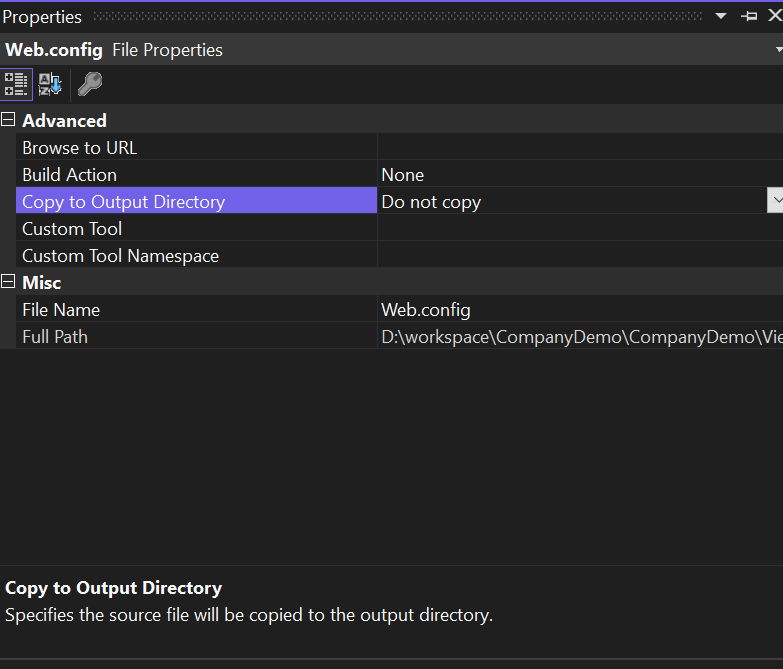 Properties
Web.config File Properties
Advanced
Browse to URL
Build Action None
Copy to Output Directory Do not copy
Custom Tool
Custom Tool Namespace
Misc
File Name Web.config
Full Path D:\workspace\CompanyDemo\CompanyDemo\Vie
Copy to Output Directory
Specifies the source file will be copied to the output directory.